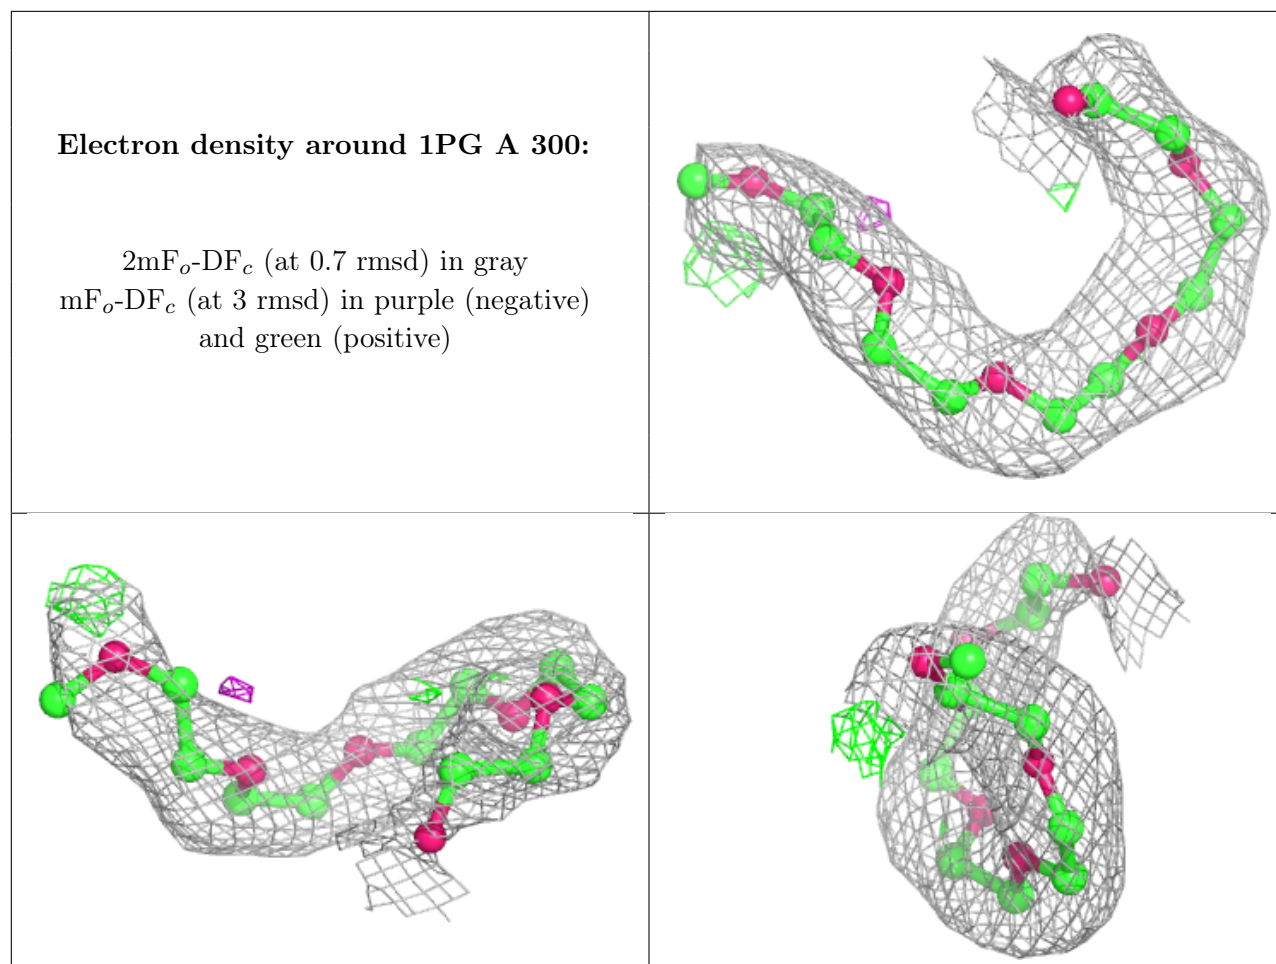 Electron density around 1PG A 300:
2mFo-DFc (at 0.7 rmsd) in gray
mFo-DFc (at 3 rmsd) in purple (negative)
and green (positive)